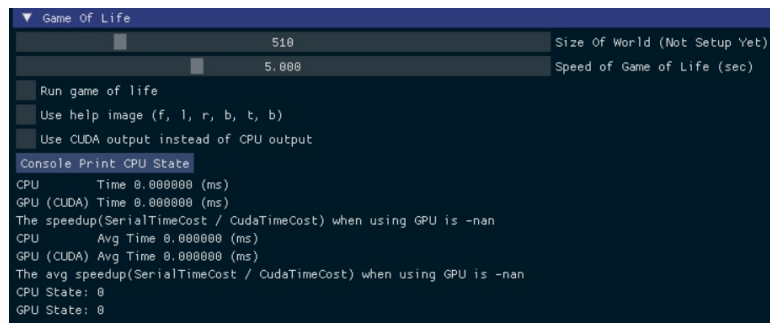 Game Of Life
510 Size Of World (Not Setup Yet)
5.000 Speed of Game of Life (sec)
Run game of life
Use help image (f, l, r, b, t, b)
Use CUDA output instead of CPU output
Console Print CPU State
CPU Time 0.000000 (ms)
GPU (CUDA) Time 0.000000 (ms)
The speedup(SerialTimeCost / CudaTimeCost) when using GPU is -nan
CPU Avg Time 0.000000 (ms)
GPU (CUDA) Avg Time 0.000000 (ms)
The avg speedup(SerialTimeCost / CudaTimeCost) when using GPU is -nan
CPU State: 0
GPU State: 0